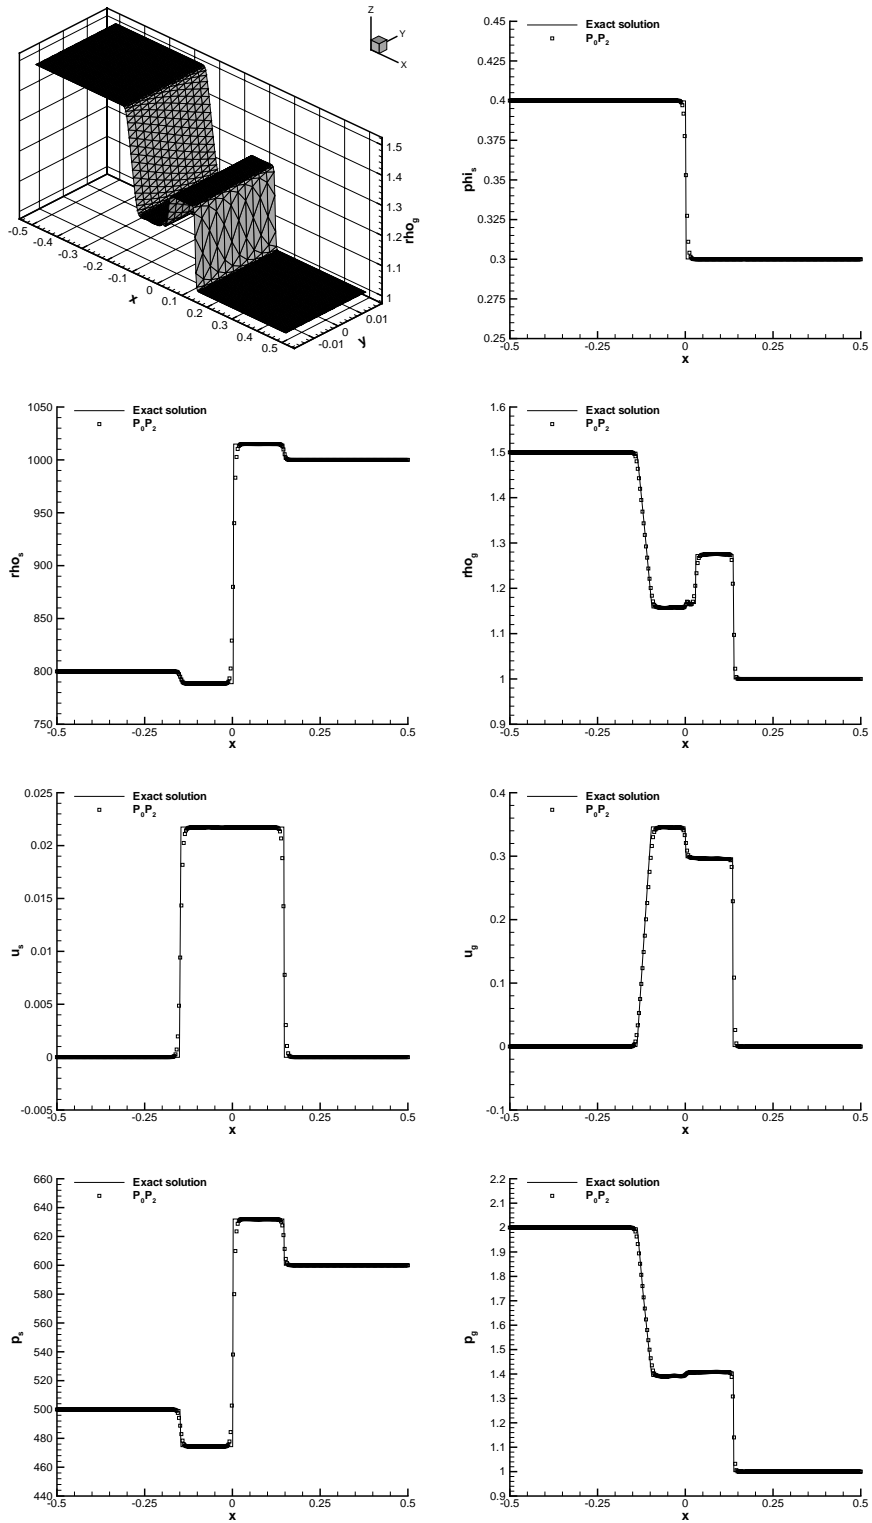 Z
Y
X
1.5
1.4
1.3
1.2
1.1
1
rho_g
-0.5
-0.4
-0.3
-0.2
-0.1
0
0.1
0.2
0.3
0.4
0.5
x
-0.01
0
0.01
y
Exact solution
P_0P_2
0.45
0.425
0.4
0.375
0.35
0.325
0.3
0.275
0.25
phi_s
-0.5 -0.25 0 0.25 0.5
x
Exact solution
P_0P_2
1050
1000
950
900
850
800
750
rho_s
-0.5 -0.25 0 0.25 0.5
x
Exact solution
P_0P_2
1.6
1.5
1.4
1.3
1.2
1.1
1
0.9
rho_g
-0.5 -0.25 0 0.25 0.5
x
Exact solution
P_0P_2
0.025
0.02
0.015
0.01
0.005
0
-0.005
u_s
-0.5 -0.25 0 0.25 0.5
x
Exact solution
P_0P_2
0.4
0.3
0.2
0.1
0
-0.1
u_g
-0.5 -0.25 0 0.25 0.5
x
Exact solution
P_0P_2
660
640
620
600
580
560
540
520
500
480
460
440
p_s
-0.5 -0.25 0 0.25 0.5
x
Exact solution
P_0P_2
2.2
2.1
2
1.9
1.8
1.7
1.6
1.5
1.4
1.3
1.2
1.1
1
0.9
p_g
-0.5 -0.25 0 0.25 0.5
x